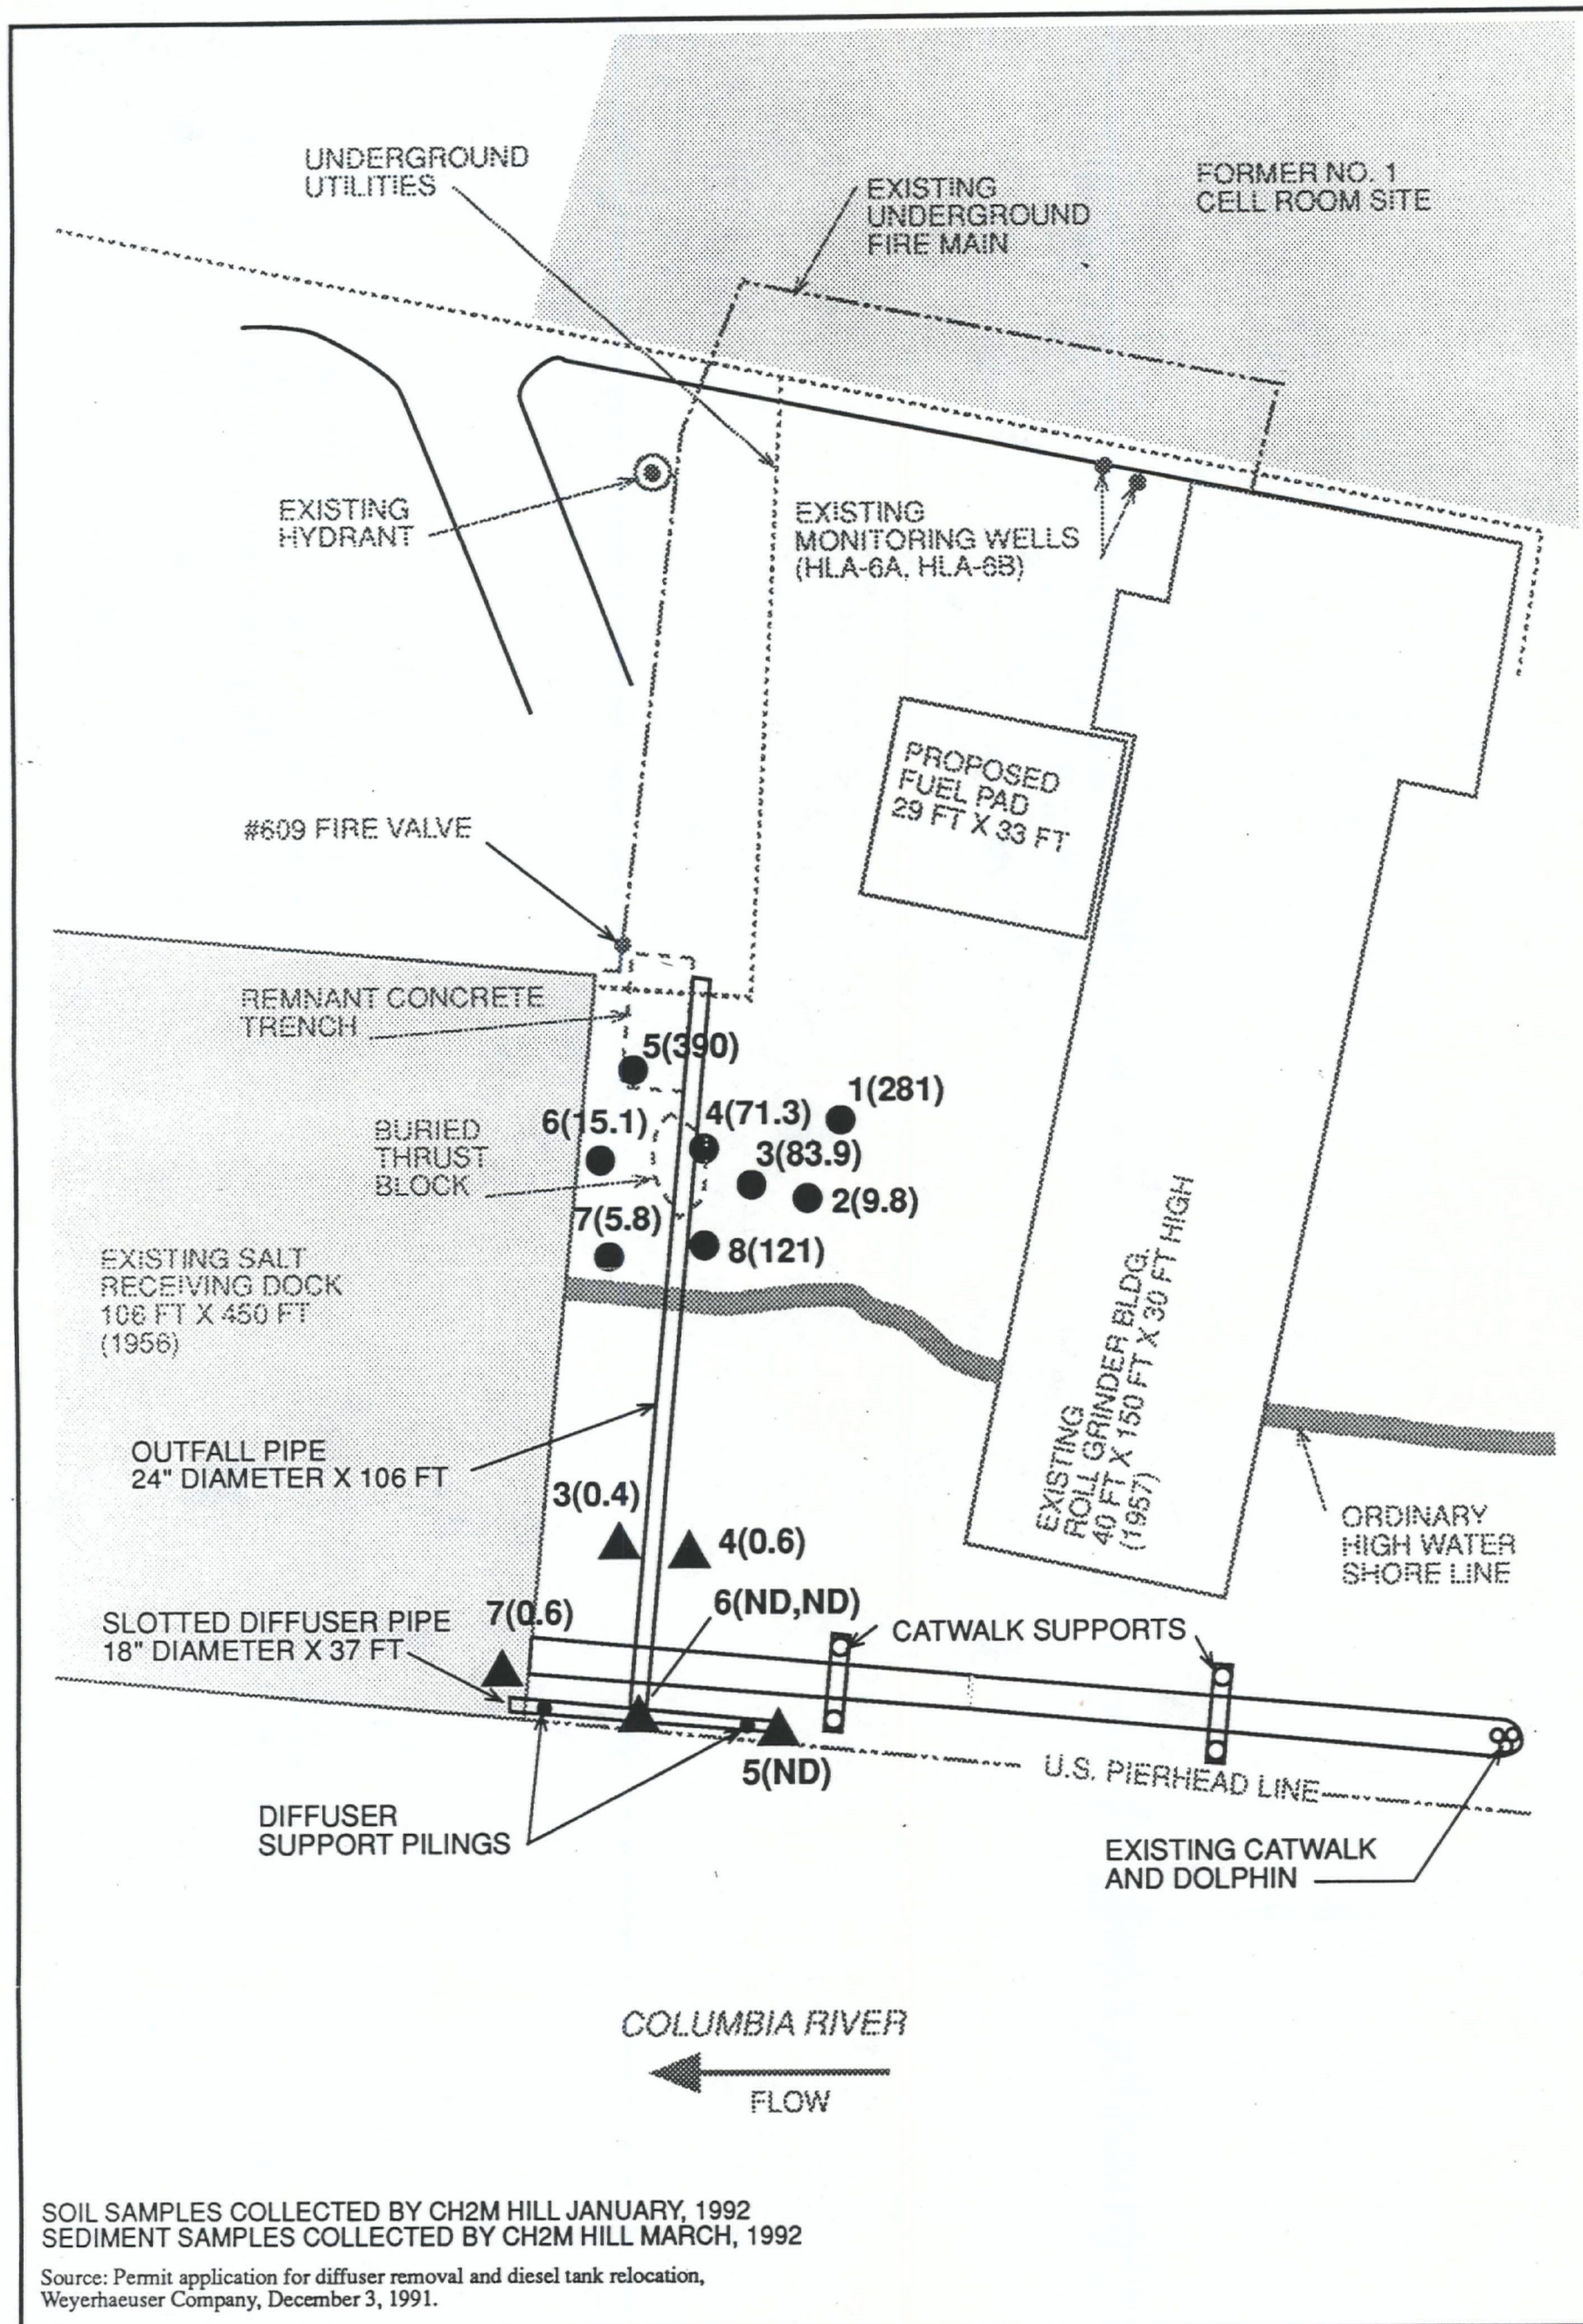 UNDERGROUND
UTILITIES
EXISTING
UNDERGROUND
FIRE MAIN
FORMER NO. 1
CELL ROOM SITE
EXISTING
HYDRANT
EXISTING
MONITORING WELLS
(HLA-6A, HLA-6B)
PROPOSED
FUEL PAD
29 FT X 33 FT
#609 FIRE VALVE
REMNANT CONCRETE
TRENCH
5(390)
1(281)
6(15.1)
4(71.3)
BURIED
THRUST
BLOCK
3(83.9)
2(9.8)
7(5.8)
8(121)
EXISTING SALT
RECEIVING DOCK
106 FT X 450 FT
(1956)
EXISTING
ROLL GRINDER BLDG.
40 FT X 150 FT X 30 FT HIGH
(1957)
OUTFALL PIPE
24" DIAMETER X 106 FT
3(0.4)
4(0.6)
ORDINARY
HIGH WATER
SHORE LINE
7(0.6)
6(ND,ND)
SLOTTED DIFFUSER PIPE
18" DIAMETER X 37 FT
CATWALK SUPPORTS
5(ND)
U.S. PIERHEAD LINE
DIFFUSER
SUPPORT PILINGS
EXISTING CATWALK
AND DOLPHIN
COLUMBIA RIVER
FLOW
SOIL SAMPLES COLLECTED BY CH2M HILL JANUARY, 1992
SEDIMENT SAMPLES COLLECTED BY CH2M HILL MARCH, 1992
Source: Permit application for diffuser removal and diesel tank relocation,
Weyerhaeuser Company, December 3, 1991.